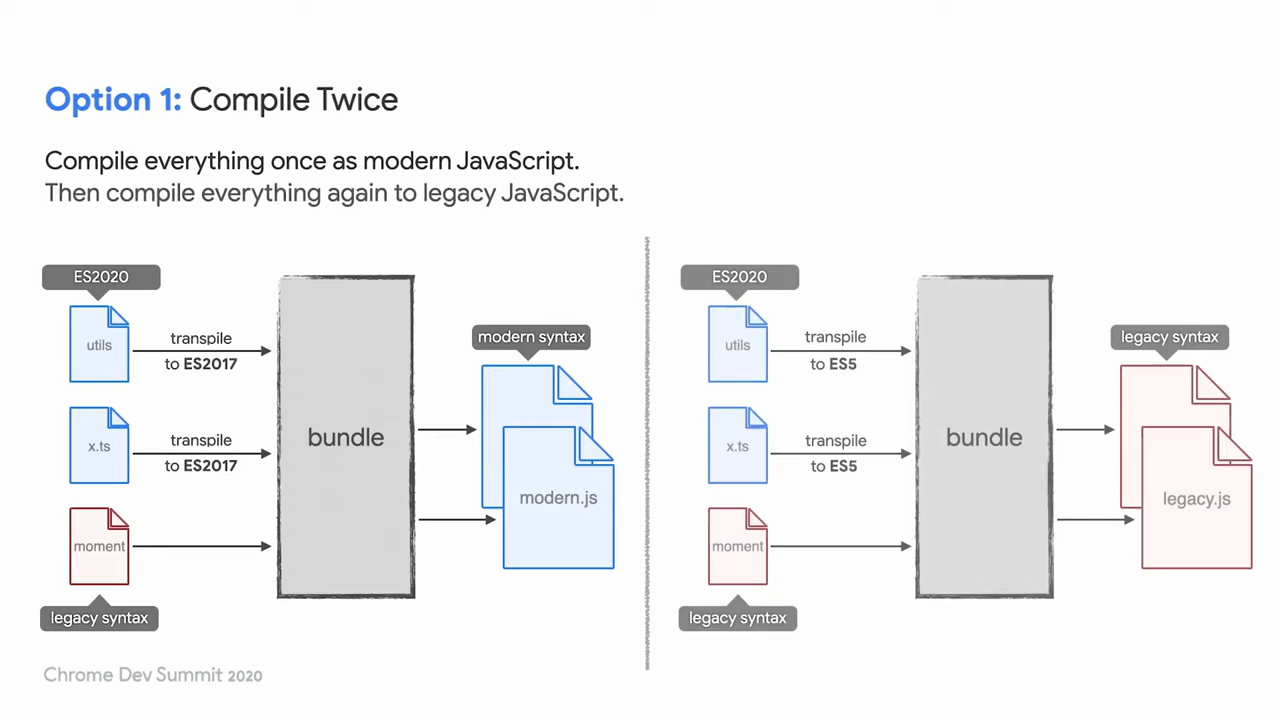 Option 1: Compile Twice
Compile everything once as modern JavaScript.
Then compile everything again to legacy JavaScript.
ES2020
utils
transpile
to ES2017
x.ts
transpile
to ES2017
moment
legacy syntax
bundle
modern syntax
modern.js
ES2020
utils
transpile
to ES5
x.ts
transpile
to ES5
moment
legacy syntax
bundle
legacy syntax
legacy.js
Chrome Dev Summit 2020